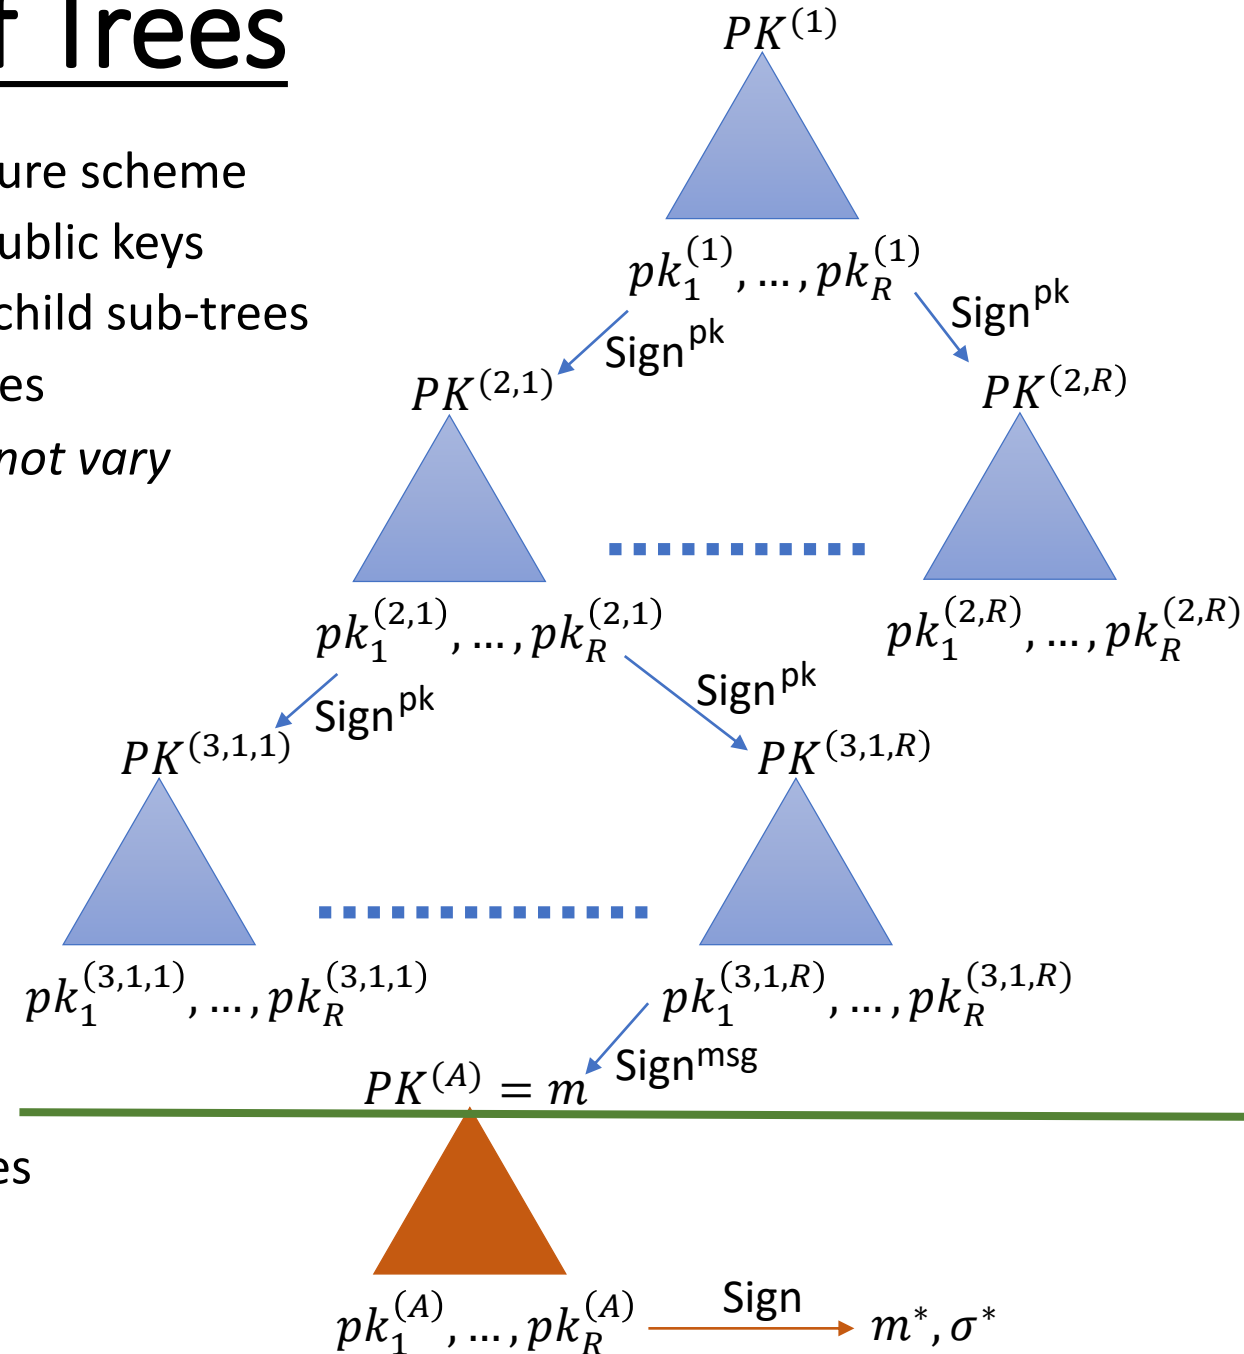 f Trees
ure scheme
ublic keys
child sub-trees
es
not vary
PK^(1)
pk_1^(1), ..., pk_R^(1)
Sign^pk
Sign^pk
PK^(2,1)
PK^(2,R)
pk_1^(2,1), ..., pk_R^(2,1)
pk_1^(2,R), ..., pk_R^(2,R)
Sign^pk
Sign^pk
PK^(3,1,1)
PK^(3,1,R)
pk_1^(3,1,1), ..., pk_R^(3,1,1)
pk_1^(3,1,R), ..., pk_R^(3,1,R)
Sign^msg
PK^(A) = m
es
pk_1^(A), ..., pk_R^(A)
Sign
m*, σ*